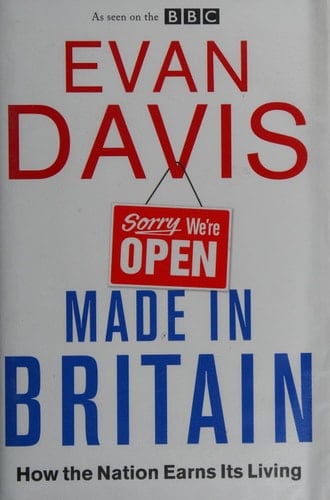 As seen on the BBC
EVAN
DAVIS
Sorry We're
OPEN
MADE IN
BRITAIN
How the Nation Earns Its Living